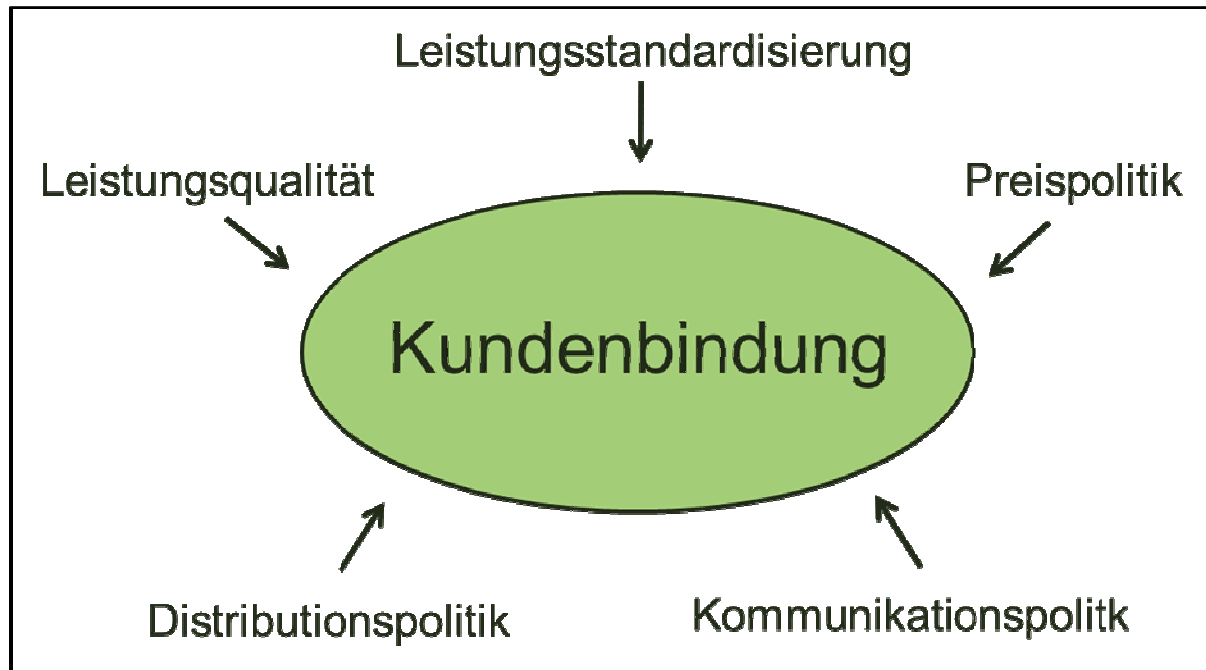 Leistungsstandardisierung
Leistungsqualität
Preispolitik
Kundenbindung
Distributionspolitik
Kommunikationspolitk